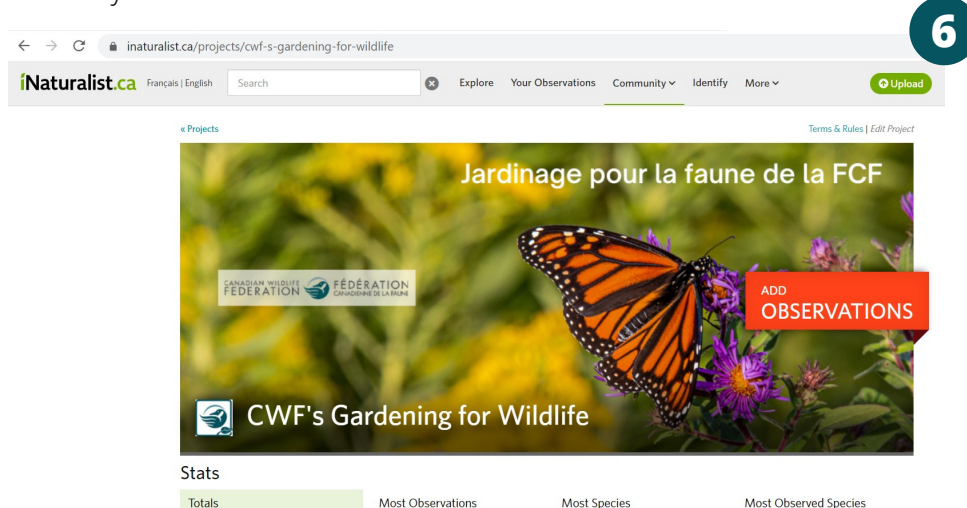 6
inaturalist.ca/projects/cwf-s-gardening-for-wildlife
iNaturalist.ca Français | English Search Explore Your Observations Community Identify More Upload
« Projects Terms & Rules | Edit Project
Jardinage pour la faune de la FCF
CANADIAN WILDLIFE FEDERATION FÉDÉRATION CANADIENNE DE LA FAUNE
ADD
OBSERVATIONS
CWF's Gardening for Wildlife
Stats
Totals Most Observations Most Species Most Observed Species